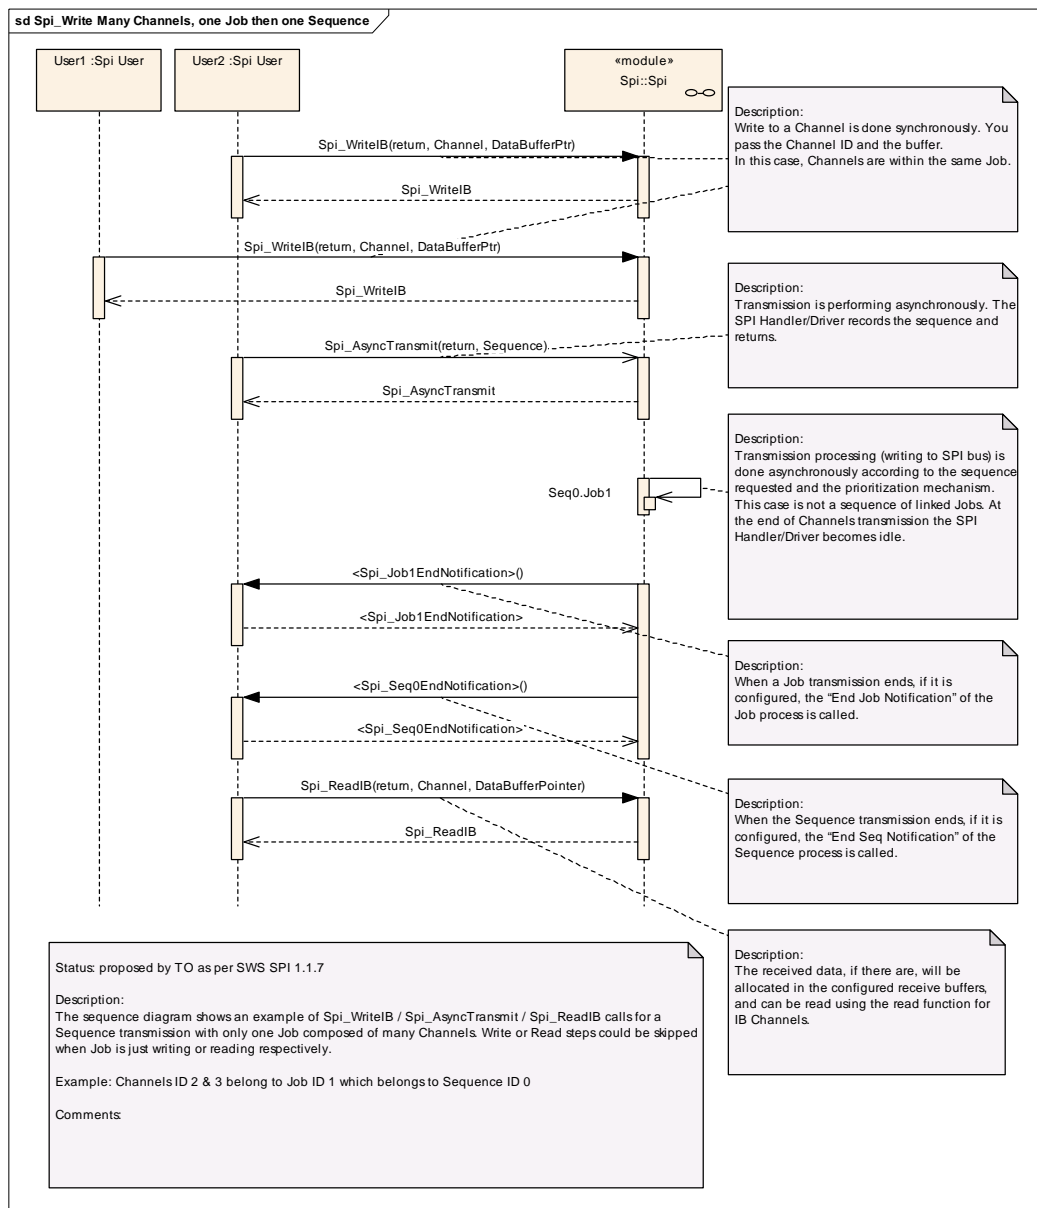 sd Spi_Write Many Channels, one Job then one Sequence
User1 :Spi User
User2 :Spi User
«module»
Spi::Spi
Description:
Write to a Channel is done synchronously. You
pass the Channel ID and the buffer.
In this case, Channels are within the same Job.
Spi_WriteIB(return, Channel, DataBufferPtr)
Spi_WriteIB
Spi_WriteIB(return, Channel, DataBufferPtr)
Spi_WriteIB
Description:
Transmission is performing asynchronously. The
SPI Handler/Driver records the sequence and
returns.
Spi_AsyncTransmit(return, Sequence)
Spi_AsyncTransmit
Description:
Transmission processing (writing to SPI bus) is
done asynchronously according to the sequence
requested and the prioritization mechanism.
This case is not a sequence of linked Jobs. At
the end of Channels transmission the SPI
Handler/Driver becomes idle.
Seq0.Job1
<Spi_Job1EndNotification>()
<Spi_Job1EndNotification>
Description:
When a Job transmission ends, if it is
configured, the “End Job Notification” of the
Job process is called.
<Spi_Seq0EndNotification>()
<Spi_Seq0EndNotification>
Description:
When the Sequence transmission ends, if it is
configured, the “End Seq Notification” of the
Sequence process is called.
Spi_ReadIB(return, Channel, DataBufferPointer)
Spi_ReadIB
Description:
The received data, if there are, will be
allocated in the configured receive buffers,
and can be read using the read function for
IB Channels.
Status: proposed by TO as per SWS SPI 1.1.7
Description:
The sequence diagram shows an example of Spi_WriteIB / Spi_AsyncTransmit / Spi_ReadIB calls for a
Sequence transmission with only one Job composed of many Channels. Write or Read steps could be skipped
when Job is just writing or reading respectively.
Example: Channels ID 2 & 3 belong to Job ID 1 which belongs to Sequence ID 0
Comments: